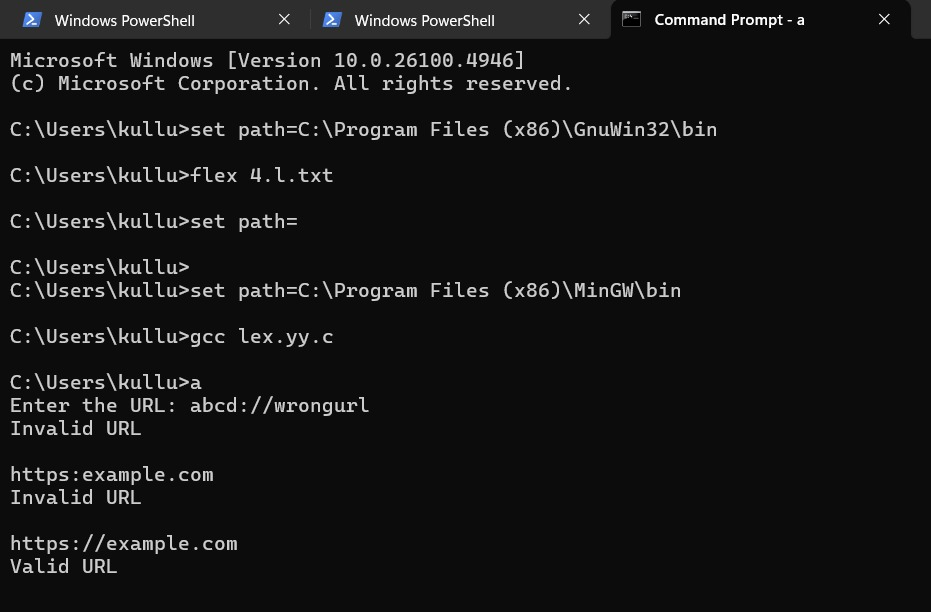 Windows PowerShell
Windows PowerShell
Command Prompt - a
Microsoft Windows [Version 10.0.26100.4946]
(c) Microsoft Corporation. All rights reserved.
C:\Users\kullu>set path=C:\Program Files (x86)\GnuWin32\bin
C:\Users\kullu>flex 4.l.txt
C:\Users\kullu>set path=
C:\Users\kullu>
C:\Users\kullu>set path=C:\Program Files (x86)\MinGW\bin
C:\Users\kullu>gcc lex.yy.c
C:\Users\kullu>a
Enter the URL: abcd://wrongurl
Invalid URL
https:example.com
Invalid URL
https://example.com
Valid URL